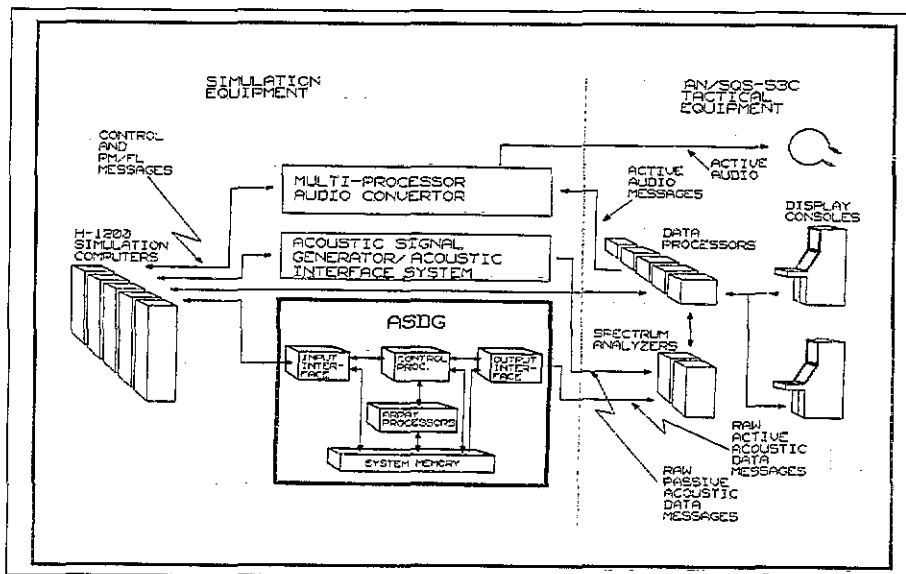 SIMULATION
EQUIPMENT
AN/SQS-53C
TACTICAL
EQUIPMENT
CONTROL
AND
PM/FL
MESSAGES
MULTI-PROCESSOR
AUDIO CONVERTOR
ACTIVE
AUDIO
MESSAGES
ACTIVE
AUDIO
DISPLAY
CONSOLES
H-1200
SIMULATION
COMPUTERS
ACOUSTIC SIGNAL
GENERATOR/ACOUSTIC
INTERFACE SYSTEM
DATA
PROCESSORS
ASDG
INPUT
INTER-
FACE
CONTROL
PROC.
OUTPUT
INTER-
FACE
ARRAY
PROCESSORS
SYSTEM MEMORY
SPECTRUM
ANALYZERS
RAW
ACTIVE
ACOUSTIC
DATA
MESSAGES
RAW
PASSIVE
ACOUSTIC
DATA
MESSAGES